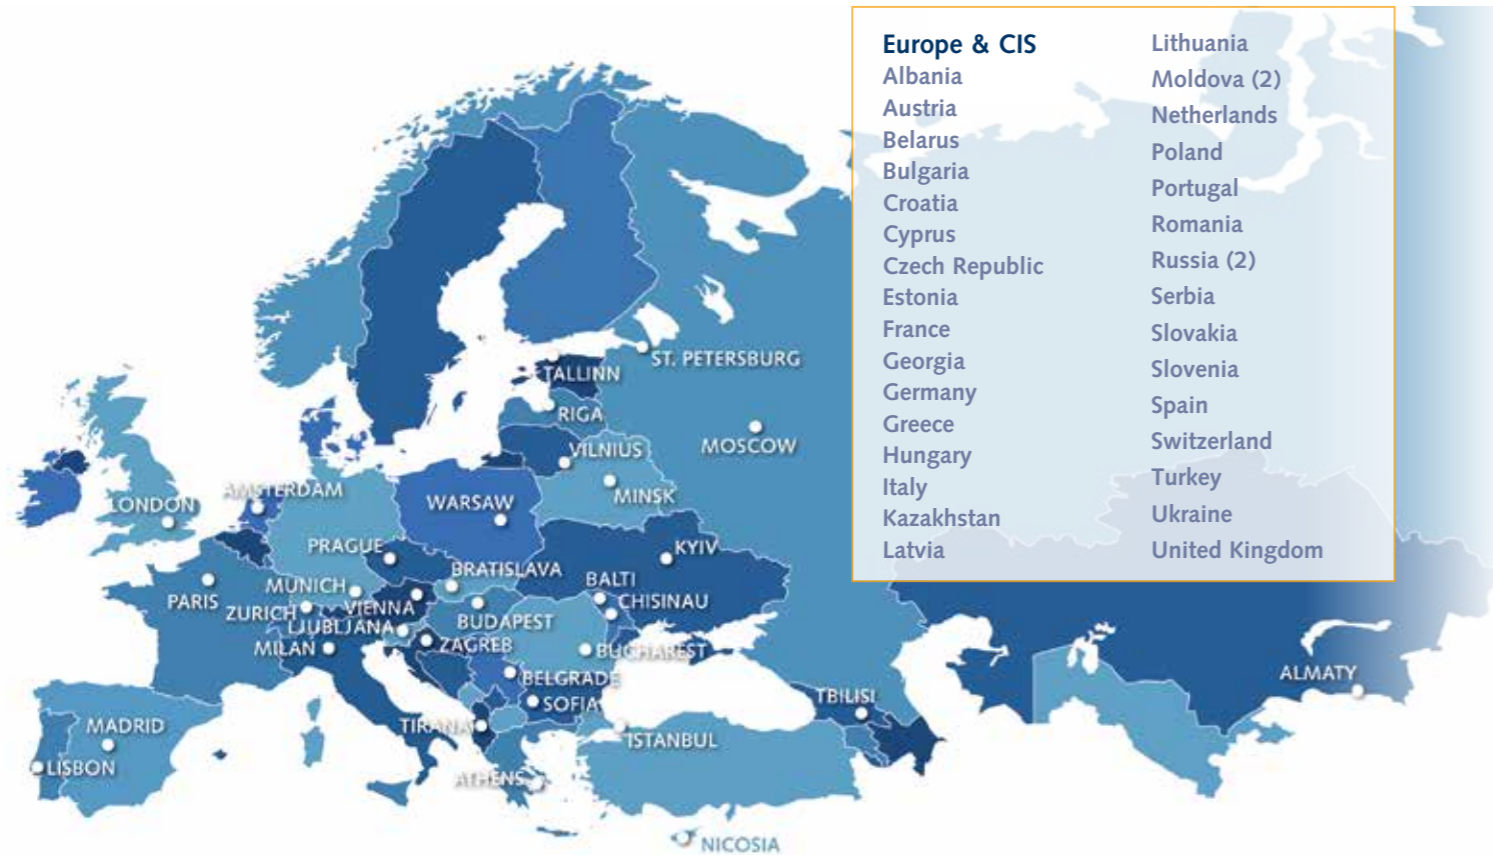 Europe & CIS
Albania
Austria
Belarus
Bulgaria
Croatia
Cyprus
Czech Republic
Estonia
France
Georgia
Germany
Greece
Hungary
Italy
Kazakhstan
Latvia
Lithuania
Moldova (2)
Netherlands
Poland
Portugal
Romania
Russia (2)
Serbia
Slovakia
Slovenia
Spain
Switzerland
Turkey
Ukraine
United Kingdom
ST. PETERSBURG
TALLINN
RIGA
MOSCOW
VILNIUS
MINSK
AMSTERDAM
LONDON
WARSAW
PRAGUE
KYIV
BRATISLAVA
MUNICH
BALTI
PARIS
ZURICH
VIENNA
CHISINAU
LJUBLJANA
BUDAPEST
MILAN
ZAGREB
BUCHAREST
BELGRADE
ALMATY
TBILISI
SOFIA
MADRID
TIRANA
ISTANBUL
LISBON
ATHENS
NICOSIA